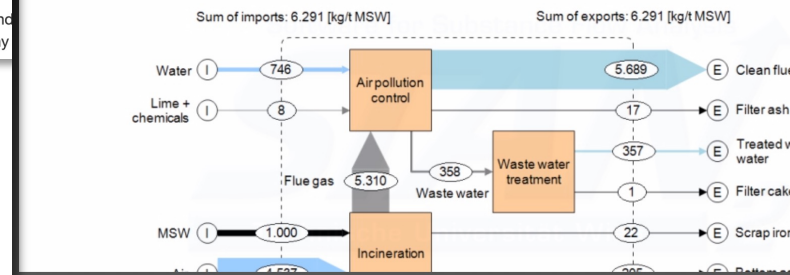 Sum of imports: 6.291 [kg/t MSW]
Sum of exports: 6.291 [kg/t MSW]
Water I 746
Air pollution
control
5.689 E Clean flue
Lime +
chemicals I 8
17 E Filter ash
Flue gas 5.310
358
Waste water
Waste water
treatment
357 E Treated w
water
1 E Filter cake
MSW I 1.000
Incineration
22 E Scrap iron